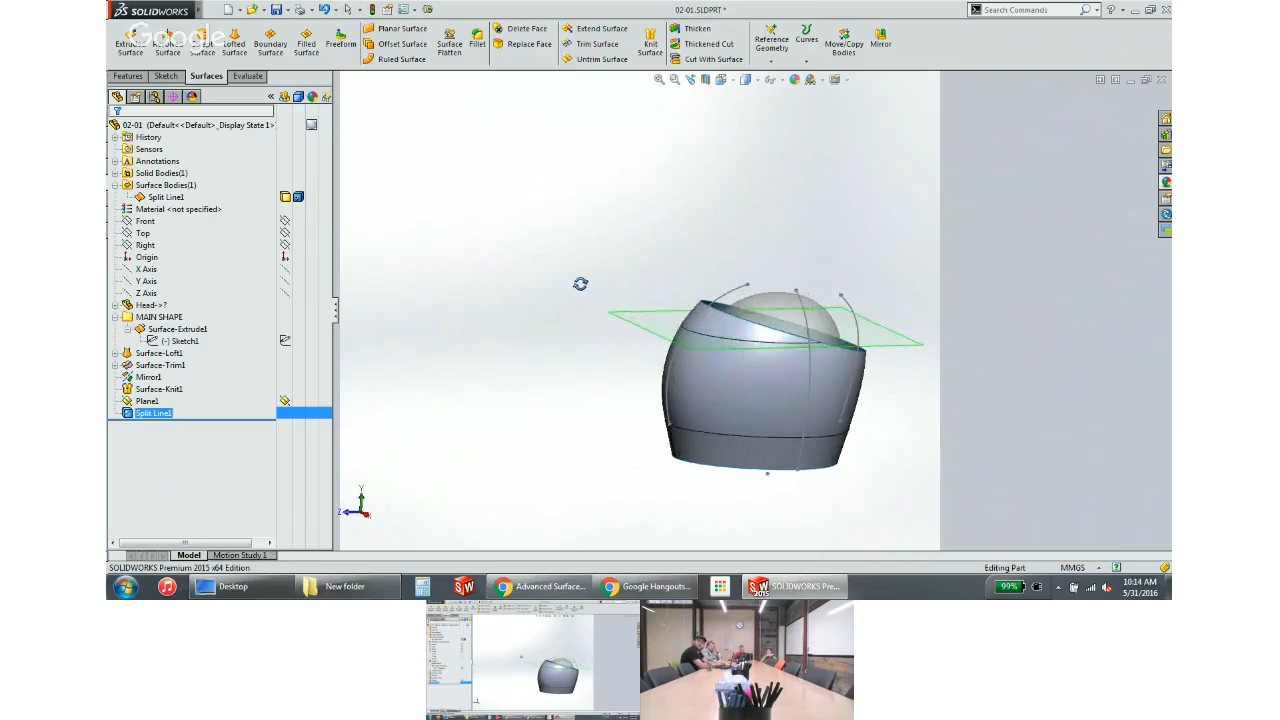 SOLIDWORKS
02-01.SLDPRT *
Search Commands
Google
Extruded Surface
Lofted Surface
Boundary Surface
Filled Surface
Freeform
Planar Surface
Offset Surface
Ruled Surface
Surface Flatten
Fillet
Delete Face
Replace Face
Extend Surface
Trim Surface
Untrim Surface
Knit Surface
Thicken
Thickened Cut
Cut With Surface
Reference Geometry
Curves
Move/Copy Bodies
Mirror
Features
Sketch
Surfaces
Evaluate
02-01 (Default<<Default>_Display State 1>
History
Sensors
Annotations
Solid Bodies(1)
Surface Bodies(1)
Split Line1
Material <not specified>
Front
Top
Right
Origin
X Axis
Y Axis
Z Axis
Head->?
MAIN SHAPE
Surface-Extrude1
(-) Sketch1
Surface-Loft1
Surface-Trim1
Mirror1
Surface-Knit1
Plane1
Split Line1
Y
Z
X
Model
Motion Study 1
SOLIDWORKS Premium 2015 x64 Edition
Editing Part
MMGS
Desktop
New folder
Advanced Surface...
Google Hangouts...
SOLIDWORKS Pre...
99%
10:14 AM
5/31/2016